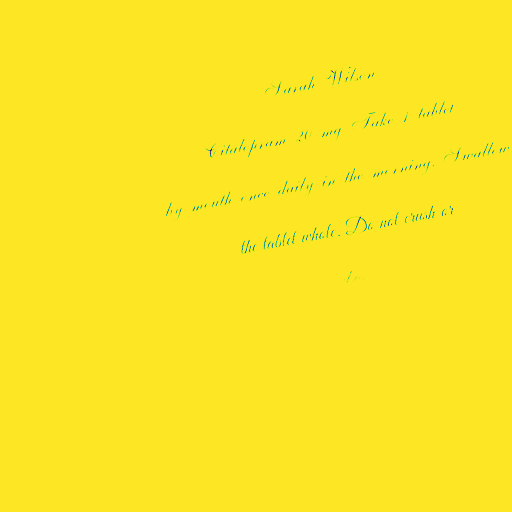 Sarah Wilson
Citalopram 20 mg Take 1 tablet
by mouth once daily in the morning. Swallow
the tablet whole. Do not crush or